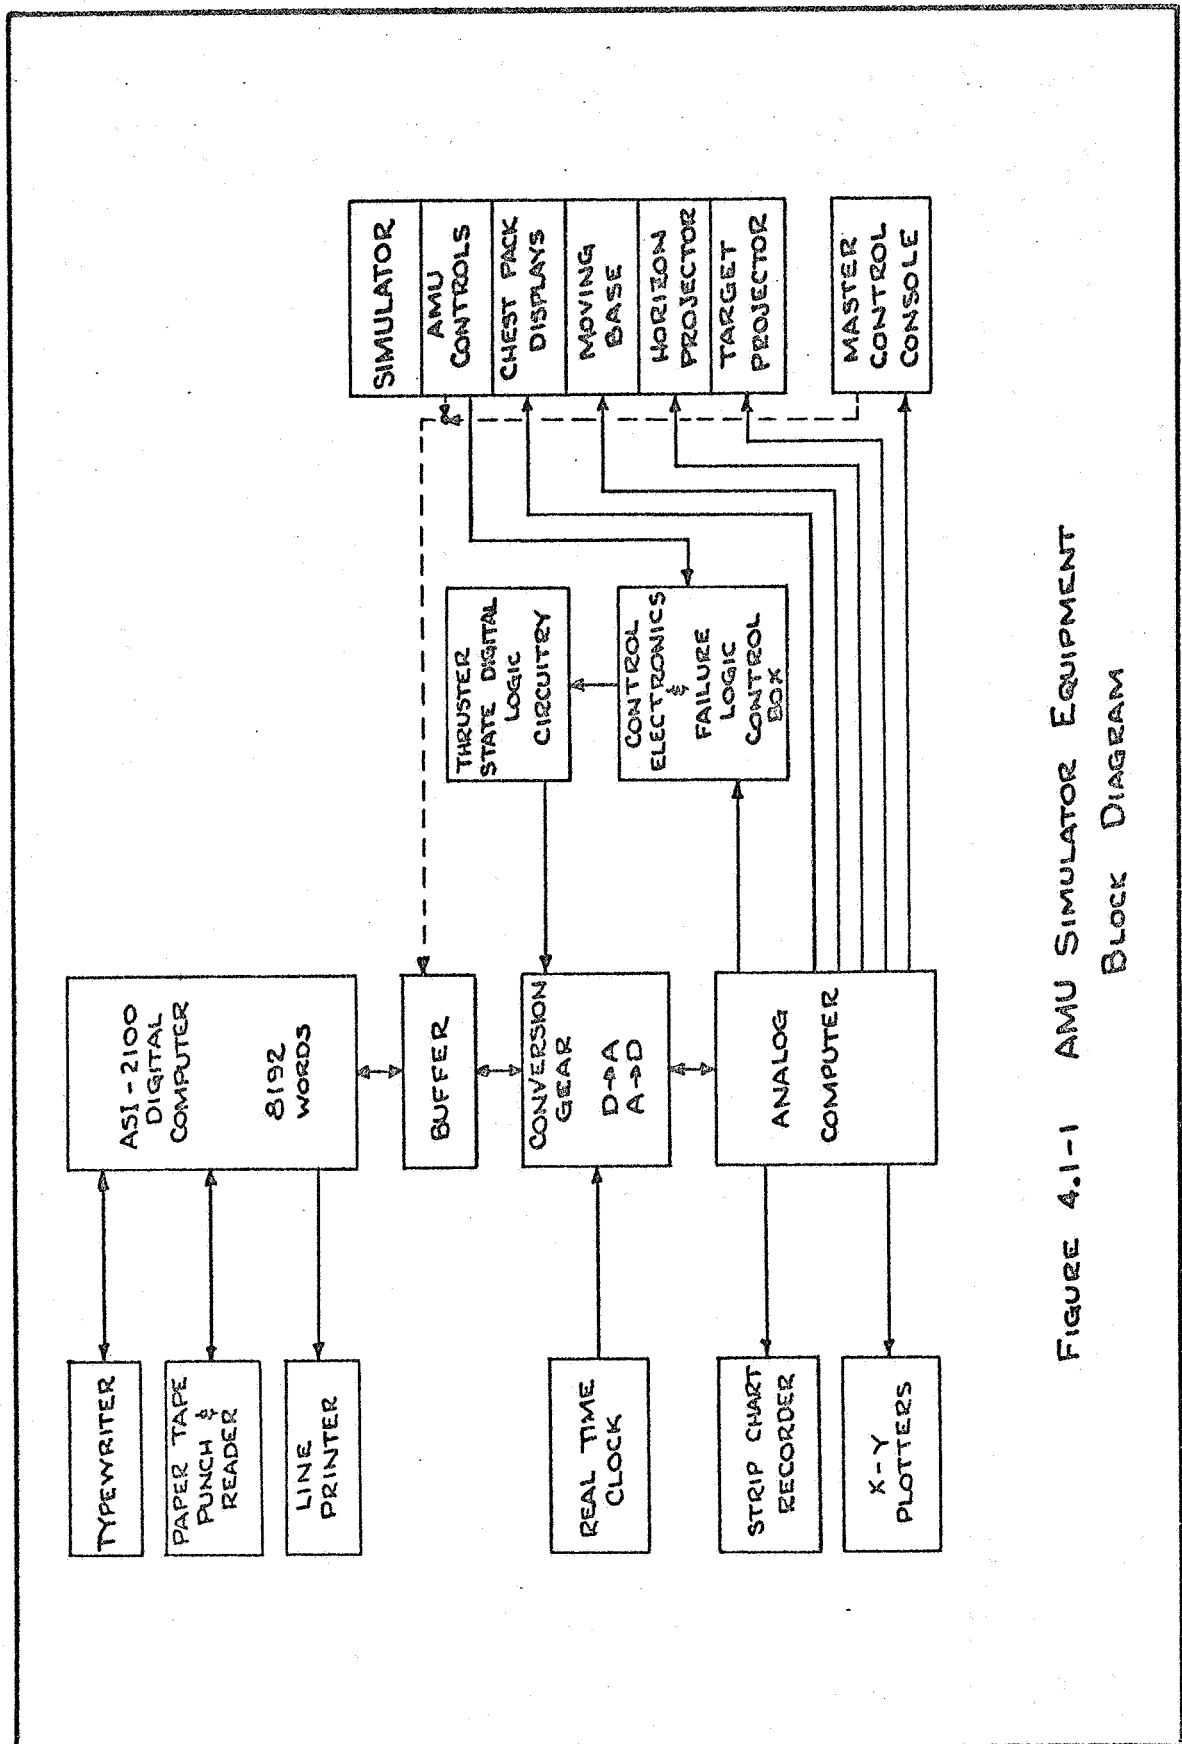 TYPEWRITER
PAPER TAPE
PUNCH &
READER
LINE
PRINTER
REAL TIME
CLOCK
STRIP CHART
RECORDER
X-Y
PLOTTERS
ASI-2100
DIGITAL
COMPUTER
8192
WORDS
BUFFER
CONVERSION
GEAR
D→A
A→D
ANALOG
COMPUTER
THRUSTER
STATE DIGITAL
LOGIC
CIRCUITRY
CONTROL
ELECTRONICS
&
FAILURE
LOGIC
CONTROL
BOX
SIMULATOR
AMU
CONTROLS
CHEST PACK
DISPLAYS
MOVING
BASE
HORIZON
PROJECTOR
TARGET
PROJECTOR
MASTER
CONTROL
CONSOLE
FIGURE 4.1-1 AMU SIMULATOR EQUIPMENT
BLOCK DIAGRAM